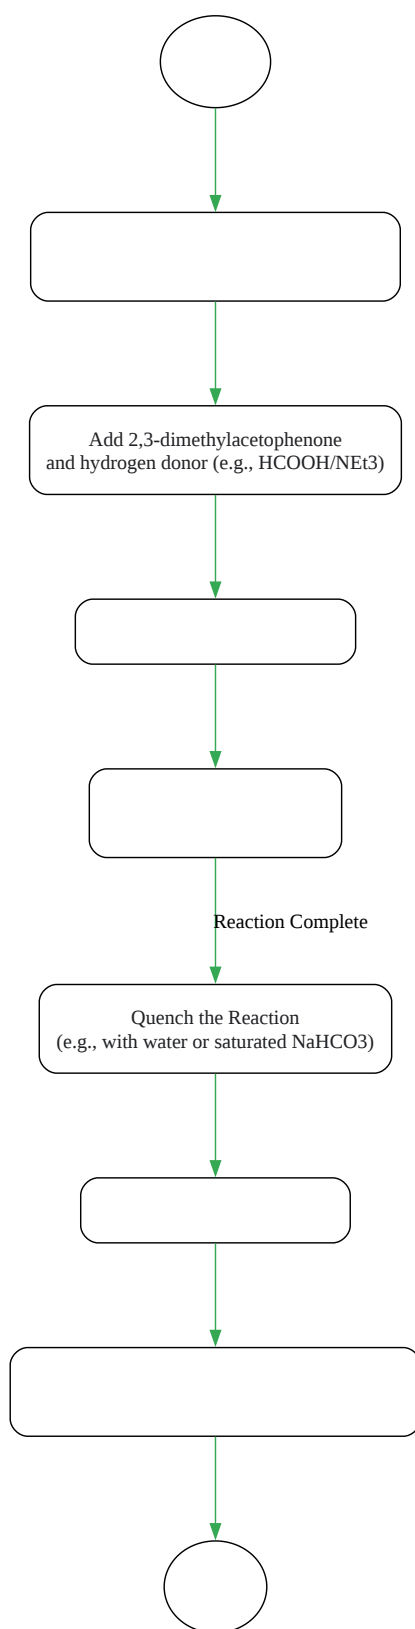 Add 2,3-dimethylacetophenone
and hydrogen donor (e.g., HCOOH/NEt3)
Reaction Complete
Quench the Reaction
(e.g., with water or saturated NaHCO3)